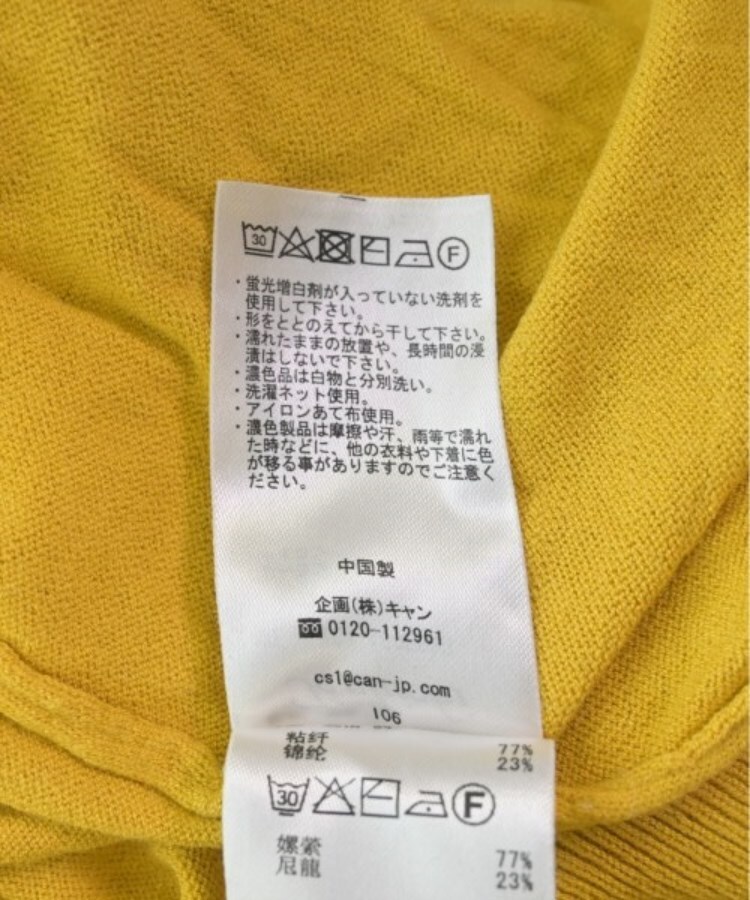 30 F
・蛍光増白剤が入っていない洗剤を
使用して下さい。
・形をととのえてから干して下さい。
・濡れたままの放置や、長時間の浸
漬はしないで下さい。
・濃色品は白物と分別洗い。
・洗濯ネット使用。
・アイロンあて布使用。
・濃色製品は摩擦や汗、雨等で濡れ
た時などに、他の衣料や下着に色
が移る事がありますのでご注意く
ださい。
中国製
企画(株)キャン
0120-112961
cs1@can-jp.com
106
粘纤 77%
锦纶 23%
30 F
嫘縈 77%
尼龍 23%